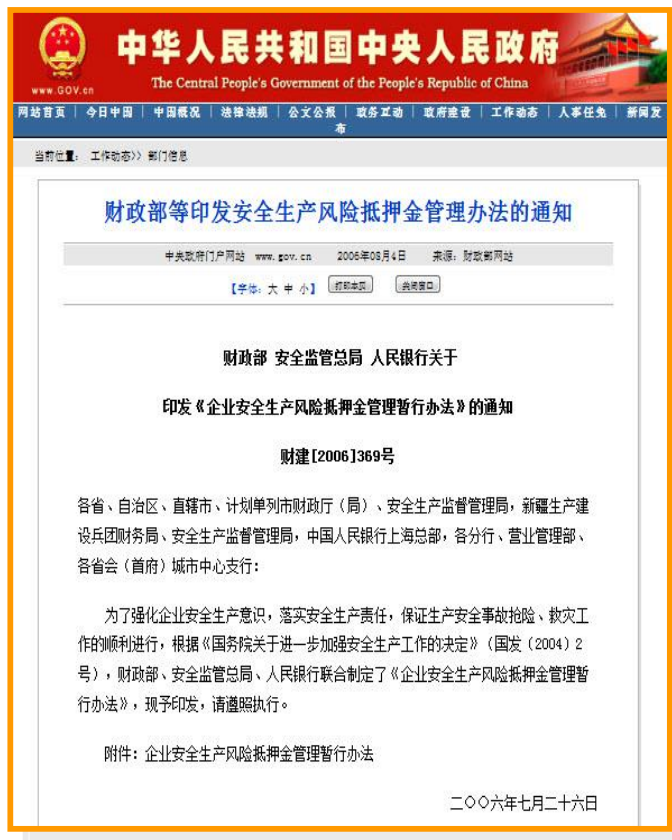 中华人民共和国中央人民政府
www.GOV.cn
The Central People's Government of the People's Republic of China
网站首页 | 今日中国 | 中国概况 | 法律法规 | 公文公报 | 政务互动 | 政府建设 | 工作动态 | 人事任免 | 新闻发
布
当前位置: 工作动态>> 部门信息
财政部等印发安全生产风险抵押金管理办法的通知
中央政府门户网站 www.gov.cn 2006年08月4日 来源: 财政部网站
【字体: 大 中 小】 打印本页 关闭窗口
财政部 安全监管总局 人民银行关于
印发《企业安全生产风险抵押金管理暂行办法》的通知
财建[2006]369号
各省、自治区、直辖市、计划单列市财政厅（局）、安全生产监督管理局，新疆生产建
设兵团财务局、安全生产监督管理局，中国人民银行上海总部，各分行、营业管理部、
各省会（首府）城市中心支行：
为了强化企业安全生产意识，落实安全生产责任，保证生产安全事故抢险、救灾工
作的顺利进行，根据《国务院关于进一步加强安全生产工作的决定》（国发（2004）2
号），财政部、安全监管总局、人民银行联合制定了《企业安全生产风险抵押金管理暂
行办法》，现予印发，请遵照执行。
附件：企业安全生产风险抵押金管理暂行办法
二〇〇六年七月二十六日